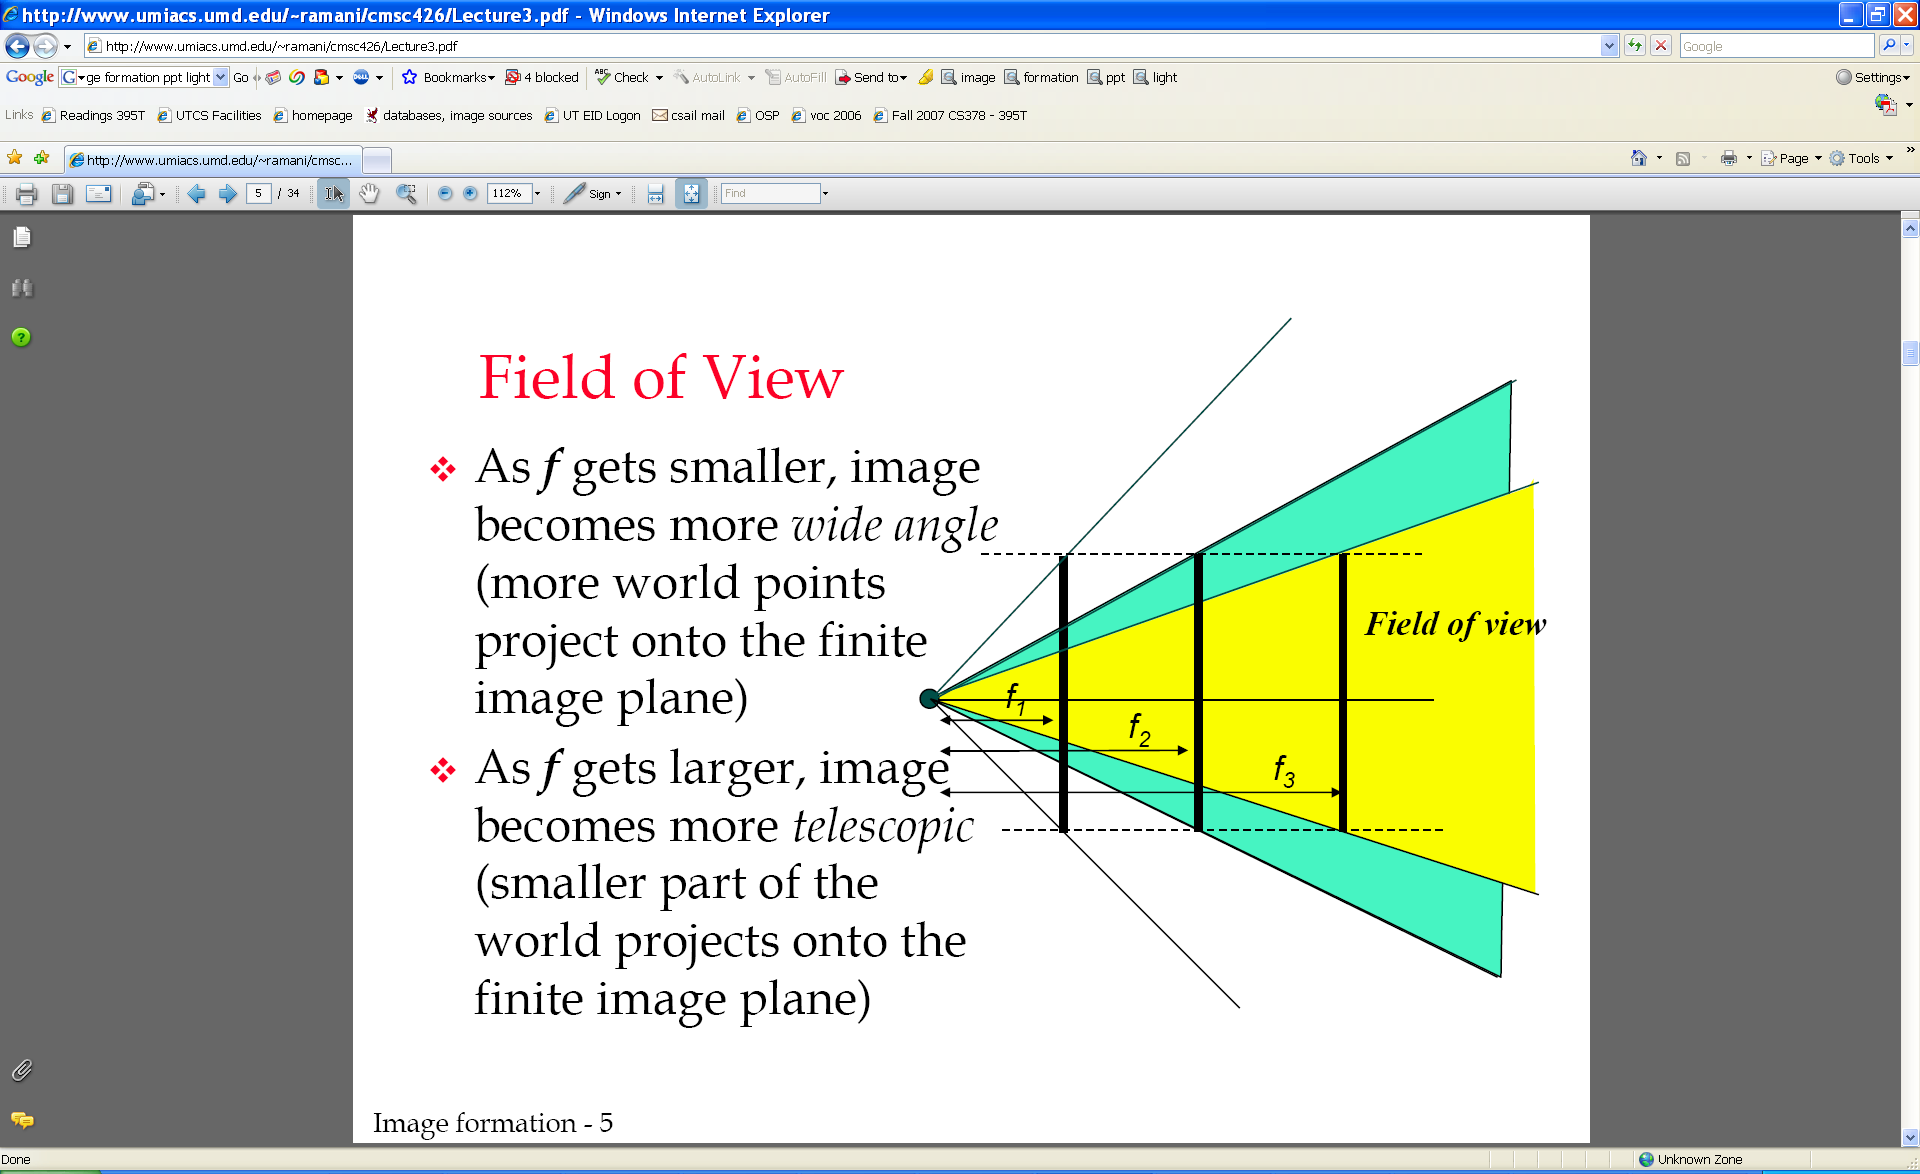 http://www.umiacs.umd.edu/~ramani/cmsc426/Lecture3.pdf - Windows Internet Explorer
http://www.umiacs.umd.edu/~ramani/cmsc426/Lecture3.pdf
Google
Google G ge formation ppt light Go Bookmarks 4 blocked ABC Check AutoLink AutoFill Send to image formation ppt light Settings
Links Readings 395T UTCS Facilities homepage databases, image sources UT EID Logon csail mail OSP voc 2006 Fall 2007 CS378 - 395T
http://www.umiacs.umd.edu/~ramani/cmsc... Page Tools »
5 / 34 112% Sign Find
Field of View
As f gets smaller, image
becomes more wide angle
(more world points
project onto the finite
image plane)
As f gets larger, image
becomes more telescopic
(smaller part of the
world projects onto the
finite image plane)
Field of view
f1
f2
f3
Image formation - 5
Done Unknown Zone